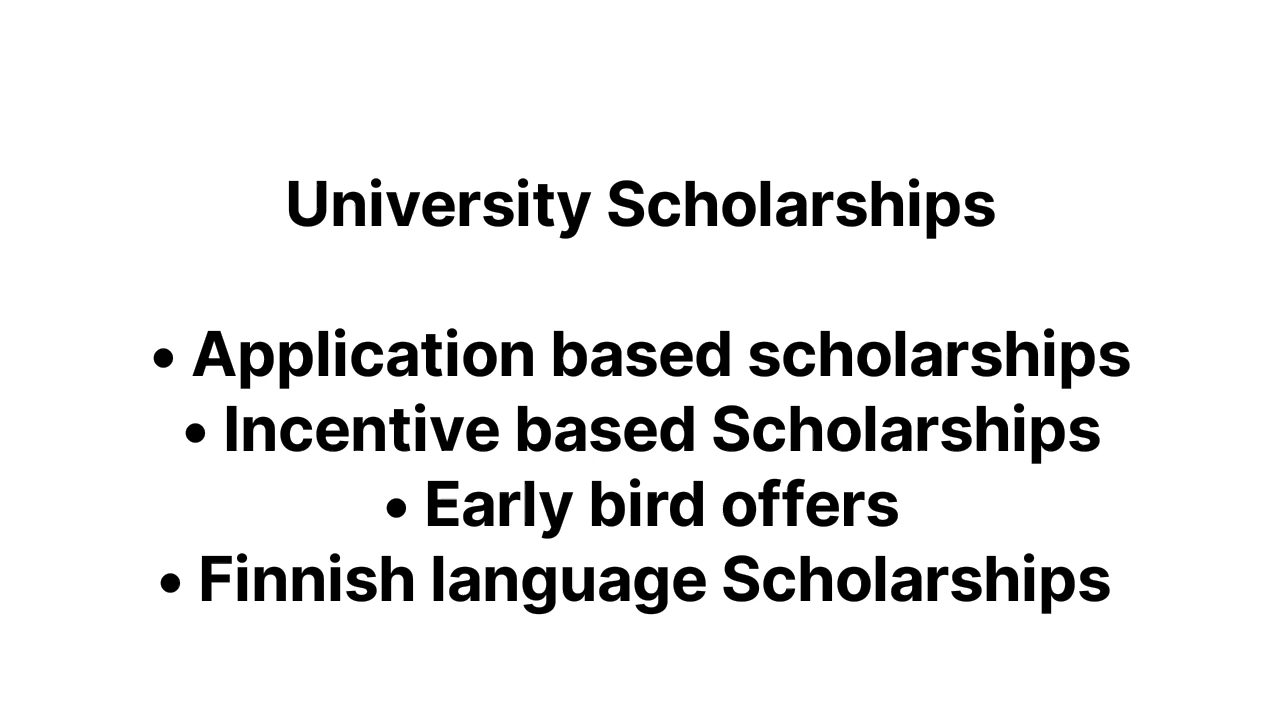 University Scholarships
• Application based scholarships
• Incentive based Scholarships
• Early bird offers
• Finnish language Scholarships